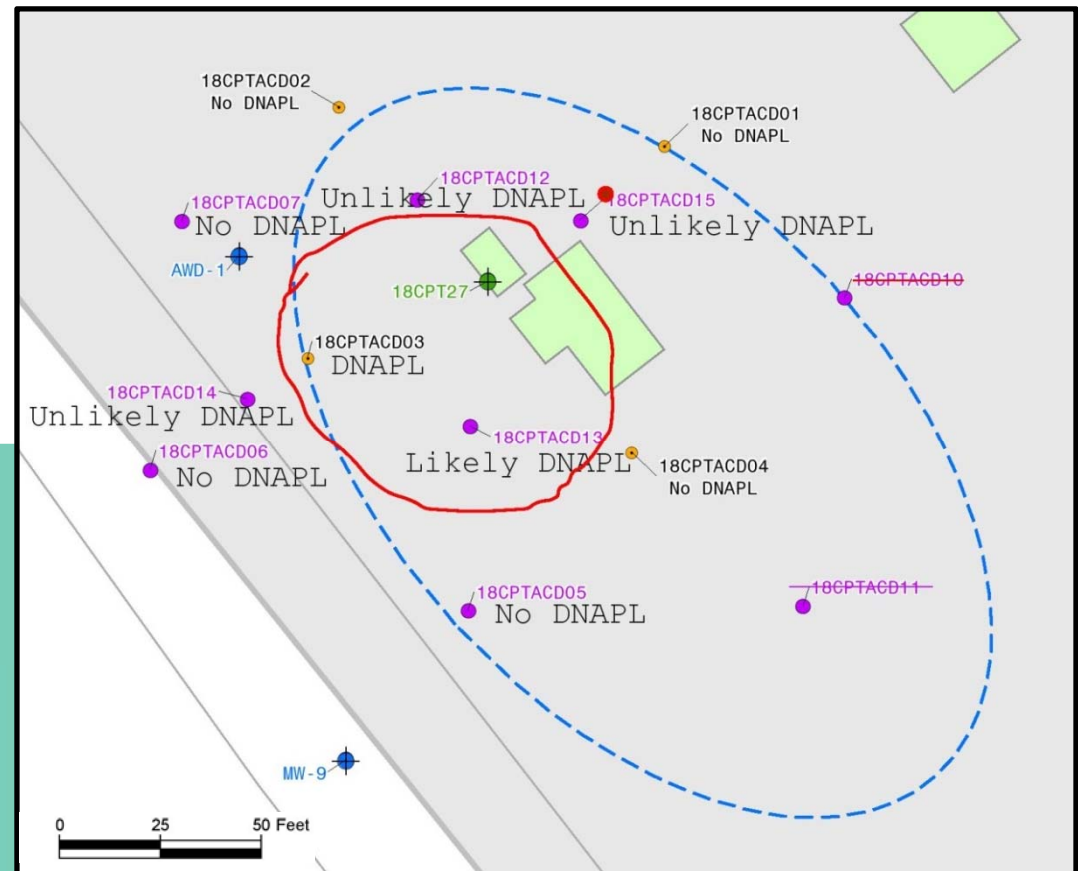 18CPTACD02
No DNAPL
18CPTACD01
No DNAPL
18CPTACD12
Unlikely DNAPL
18CPTACD07
No DNAPL
18CPTACD15
Unlikely DNAPL
AWD-1
18CPT27
18CPTACD10
18CPTACD03
DNAPL
18CPTACD14
Unlikely DNAPL
18CPTACD13
Likely DNAPL
18CPTACD06
No DNAPL
18CPTACD04
No DNAPL
18CPTACD05
No DNAPL
18CPTACD11
MW-9
0 25 50 Feet